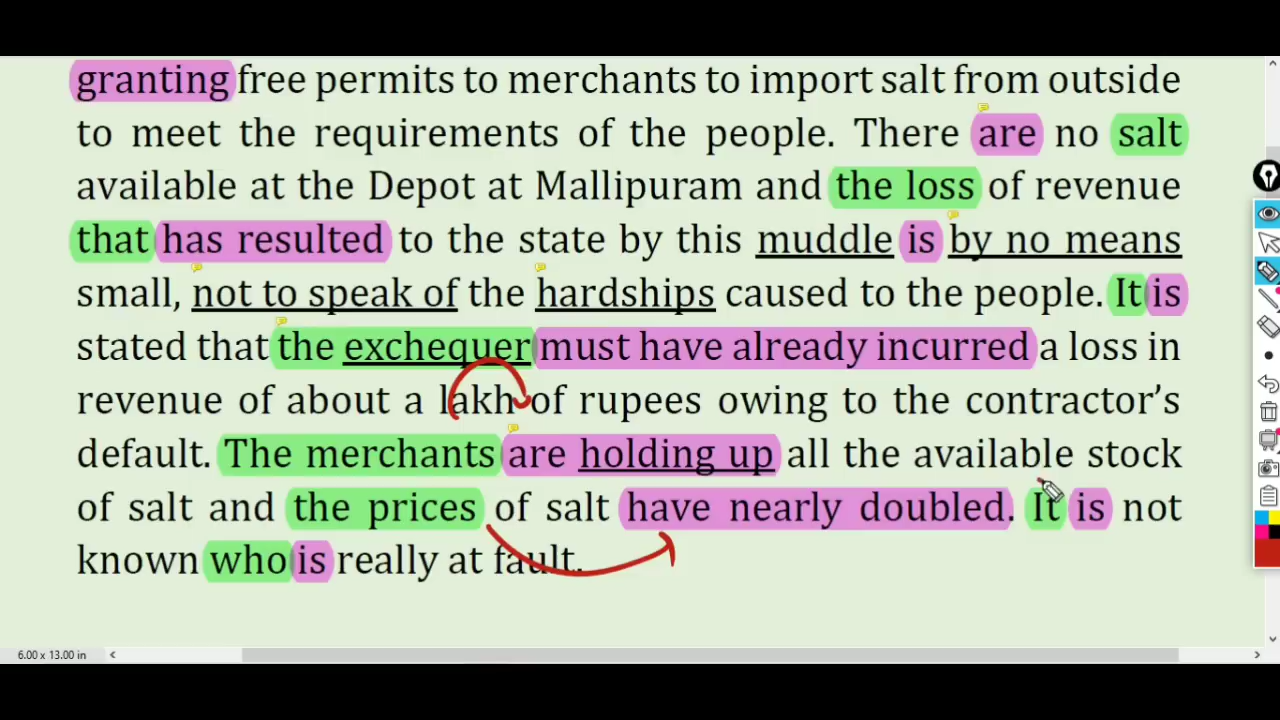 granting free permits to merchants to import salt from outside
to meet the requirements of the people. There are no salt
available at the Depot at Mallipuram and the loss of revenue
that has resulted to the state by this muddle is by no means
small, not to speak of the hardships caused to the people. It is
stated that the exchequer must have already incurred a loss in
revenue of about a lakh of rupees owing to the contractor’s
default. The merchants are holding up all the available stock
of salt and the prices of salt have nearly doubled. It is not
known who is really at fault.
6.00 x 13.00 in